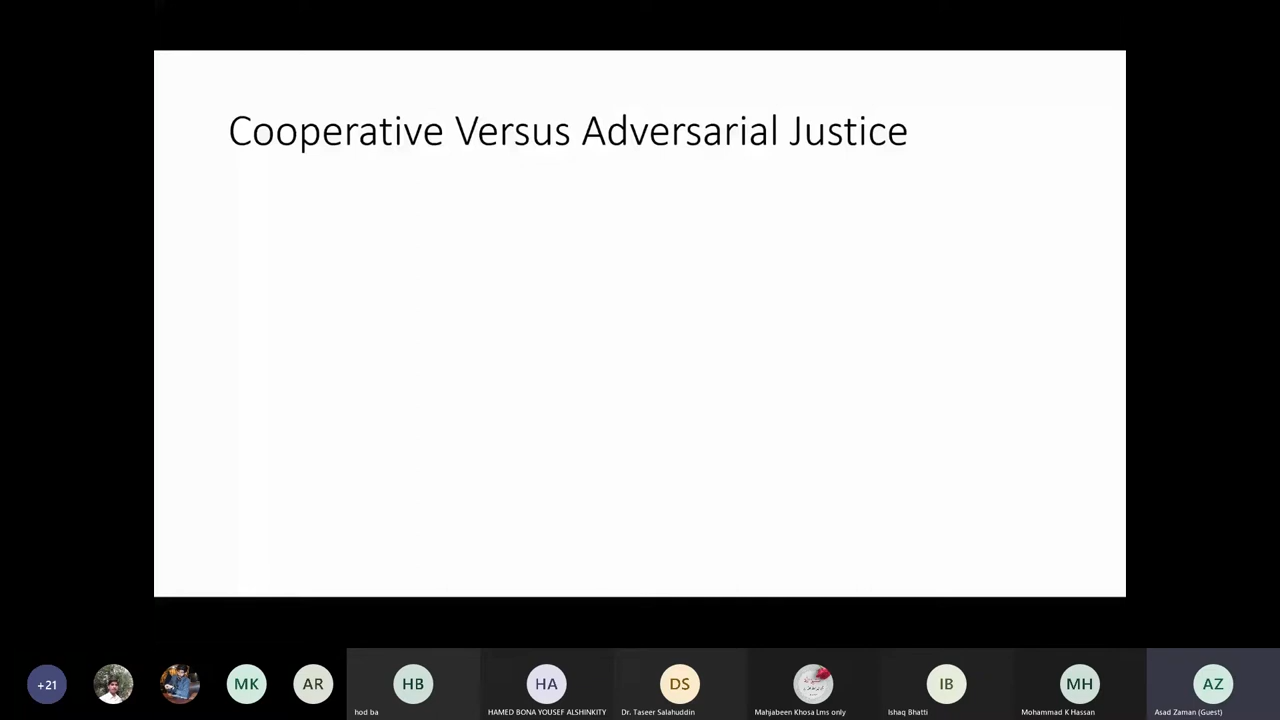 Cooperative Versus Adversarial Justice
+21
MK
AR
HB
HA
DS
IB
MH
AZ
hod ba
HAMED BONA YOUSEF ALSHINKITY
Dr. Taseer Salahuddin
Mahjabeen Khosa Lms only
Ishaq Bhatti
Mohammad K Hassan
Asad Zaman (Guest)